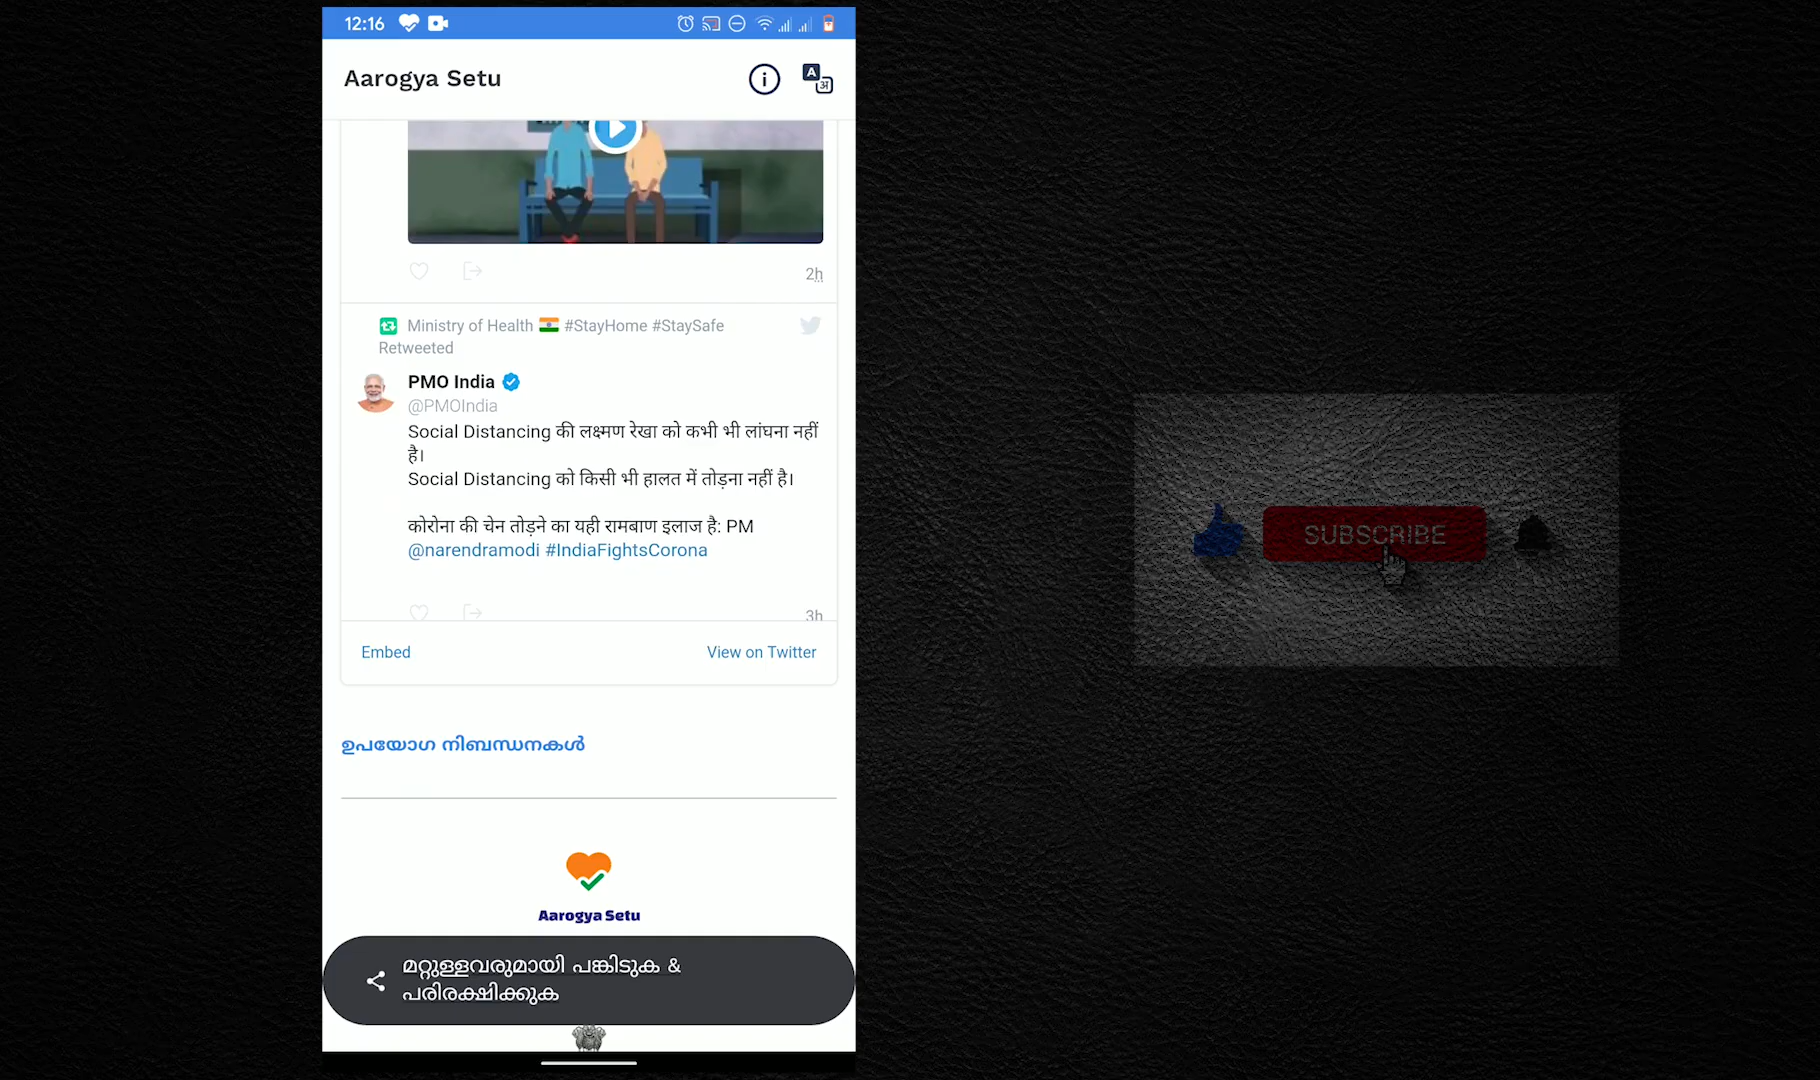 12:16
Aarogya Setu
2h
Ministry of Health 🇮🇳 #StayHome #StaySafe
Retweeted
PMO India
@PMOIndia
Social Distancing की लक्ष्मण रेखा को कभी भी लांघना नहीं
है।
Social Distancing को किसी भी हालत में तोड़ना नहीं है।
कोरोना की चेन तोड़ने का यही रामबाण इलाज है: PM
@narendramodi #IndiaFightsCorona
3h
Embed View on Twitter
ഉപയോഗ നിബന്ധനകൾ
Aarogya Setu
മറ്റുള്ളവരുമായി പങ്കിടുക &
പരിരക്ഷിക്കുക
SUBSCRIBE